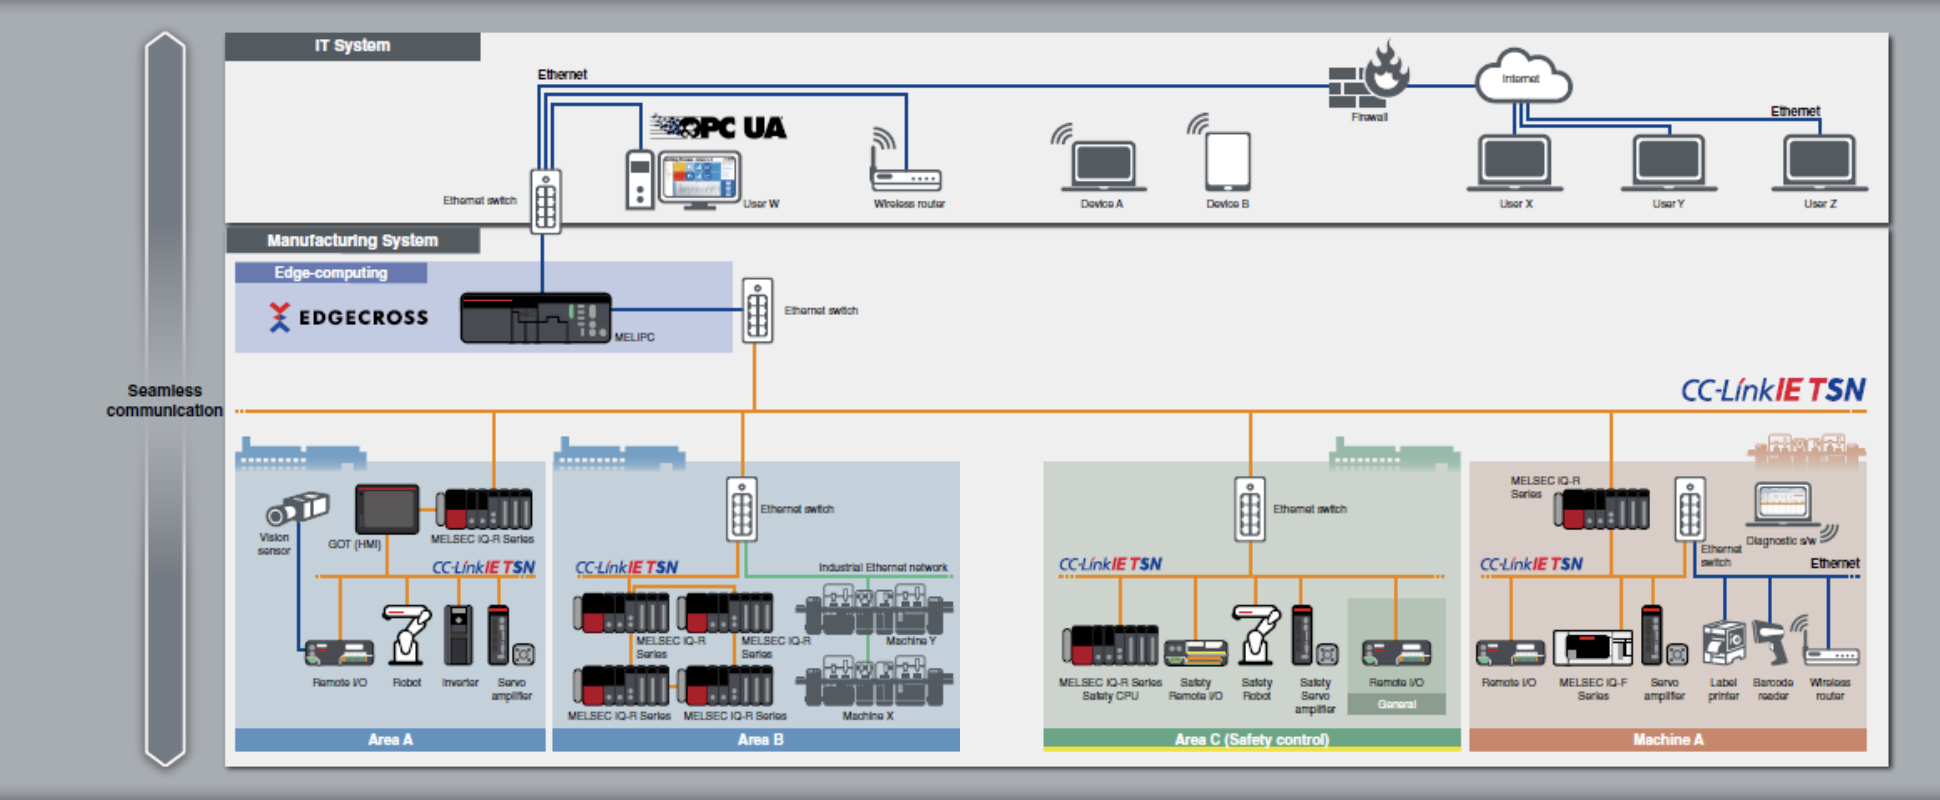 IT System
Ethernet
OPC UA
Internet
Firewall
Ethernet
Ethernet switch
User W
Wireless router
Device A
Device B
User X
User Y
User Z
Manufacturing System
Edge-computing
EDGECROSS
MELIPC
Ethernet switch
Seamless
communication
CC-Link IE TSN
Vision
sensor
GOT (HMI)
MELSEC iQ-R Series
CC-Link IE TSN
Remote I/O
Robot
Inverter
Servo
amplifier
Area A
Ethernet switch
CC-Link IE TSN
Industrial Ethernet network
MELSEC iQ-R
Series
MELSEC iQ-R
Series
Machine Y
MELSEC iQ-R Series
MELSEC iQ-R Series
Machine X
Area B
Ethernet switch
CC-Link IE TSN
MELSEC iQ-R Series
Safety CPU
Safety
Remote I/O
Safety
Robot
Safety
Servo
amplifier
Remote I/O
General
Area C (Safety control)
MELSEC iQ-R
Series
Diagnostic s/w
Ethernet
switch
CC-Link IE TSN
Ethernet
Remote I/O
MELSEC iQ-F
Series
Servo
amplifier
Label
printer
Barcode
reader
Wireless
router
Machine A